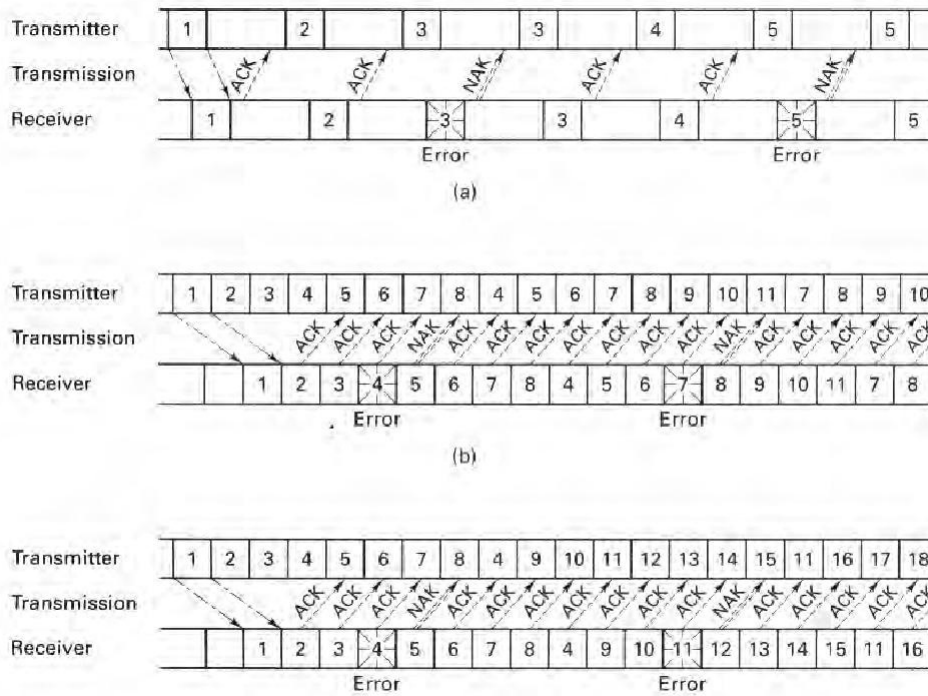 Transmitter 1 2 3 3 4 5 5
Transmission ACK ACK NAK ACK ACK NAK
Receiver 1 2 3 3 4 5 5
Error Error
(a)
Transmitter 1 2 3 4 5 6 7 8 4 5 6 7 8 9 10 11 7 8 9 10
Transmission ACK ACK ACK NAK ACK ACK ACK ACK ACK ACK ACK NAK ACK ACK ACK ACK ACK
Receiver 1 2 3 4 5 6 7 8 4 5 6 7 8 9 10 11 7 8
Error Error
(b)
Transmitter 1 2 3 4 5 6 7 8 4 9 10 11 12 13 14 15 11 16 17 18
Transmission ACK ACK ACK NAK ACK ACK ACK ACK ACK ACK ACK NAK ACK ACK ACK ACK ACK
Receiver 1 2 3 4 5 6 7 8 4 9 10 11 12 13 14 15 11 16
Error Error